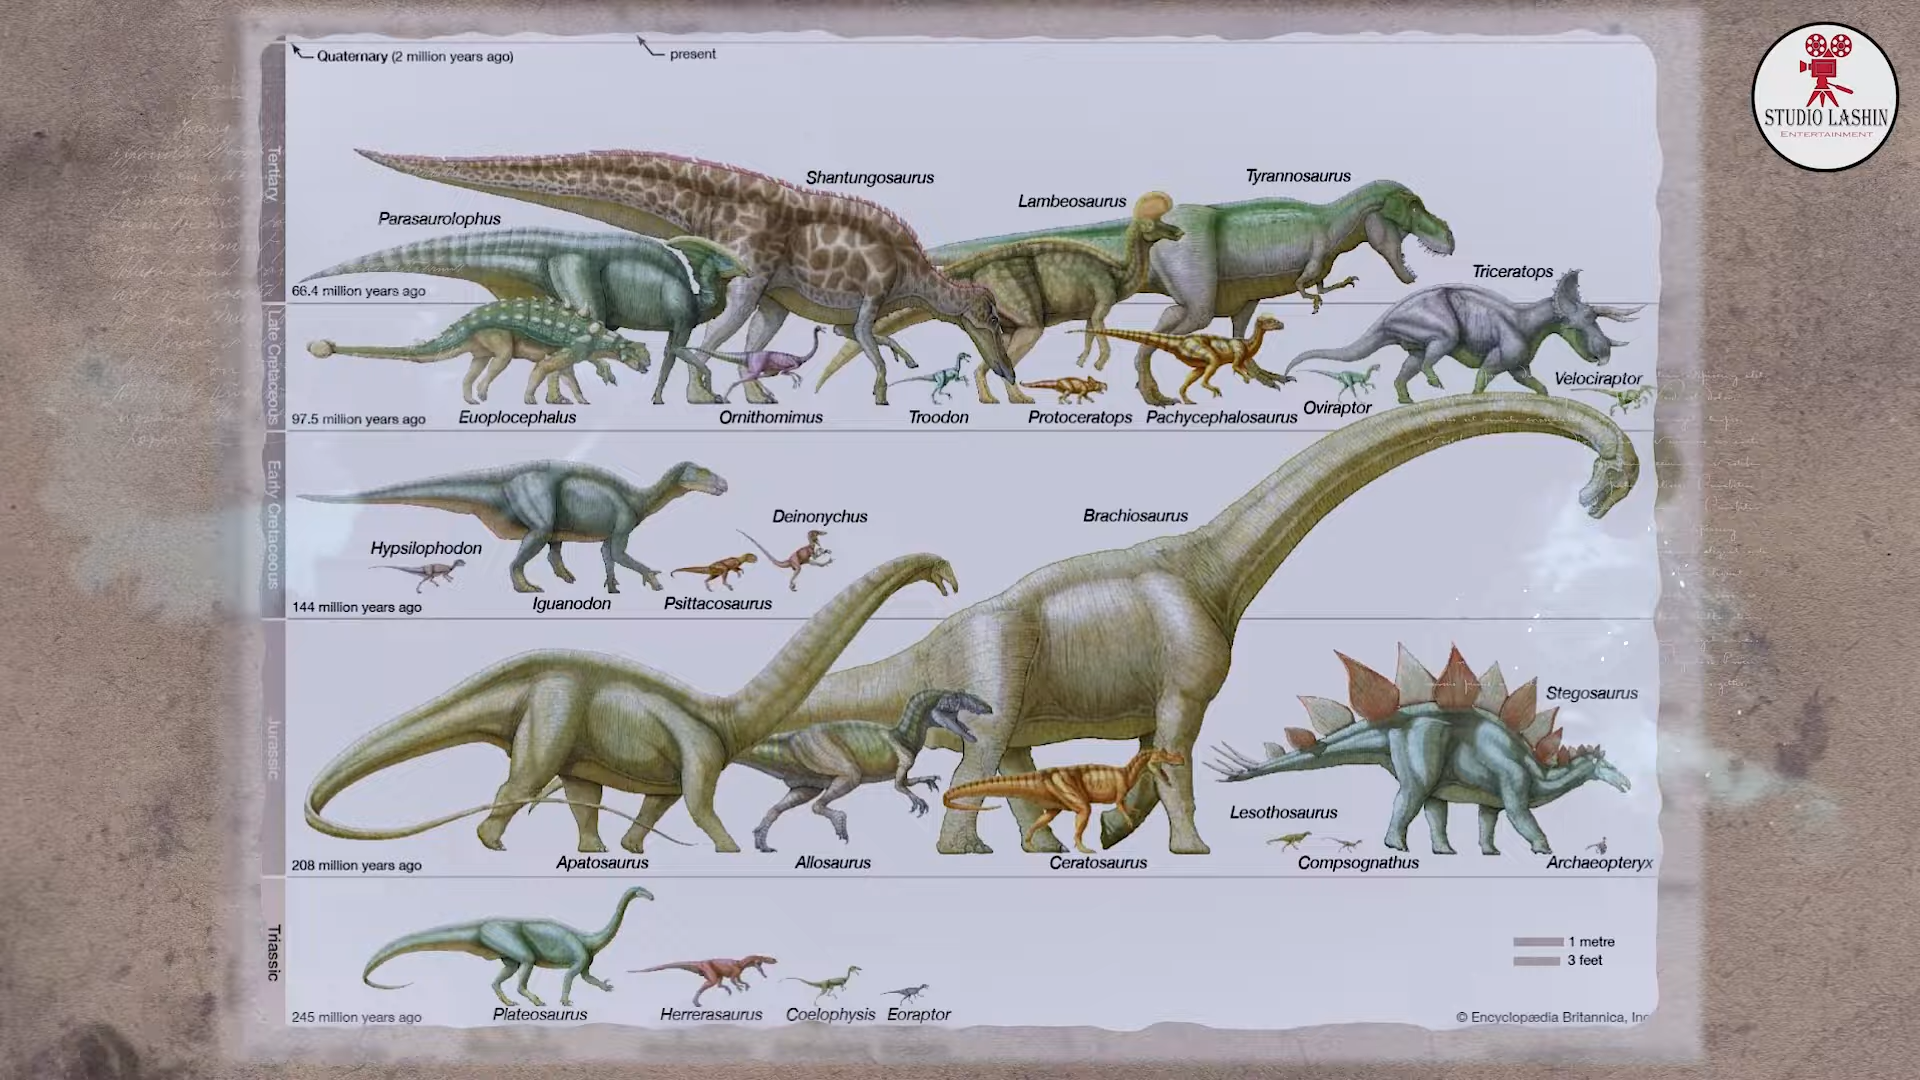 Quaternary (2 million years ago)
present
STUDIO LASHIN
ENTERTAINMENT
Tertiary
Shantungosaurus
Tyrannosaurus
Lambeosaurus
Parasaurolophus
Triceratops
66.4 million years ago
Late Cretaceous
Velociraptor
Oviraptor
97.5 million years ago
Euoplocephalus
Ornithomimus
Troodon
Protoceratops
Pachycephalosaurus
Early Cretaceous
Deinonychus
Brachiosaurus
Hypsilophodon
144 million years ago
Iguanodon
Psittacosaurus
Jurassic
Stegosaurus
Lesothosaurus
208 million years ago
Apatosaurus
Allosaurus
Ceratosaurus
Compsognathus
Archaeopteryx
Triassic
1 metre
3 feet
245 million years ago
Plateosaurus
Herrerasaurus
Coelophysis
Eoraptor
© Encyclopædia Britannica, Inc